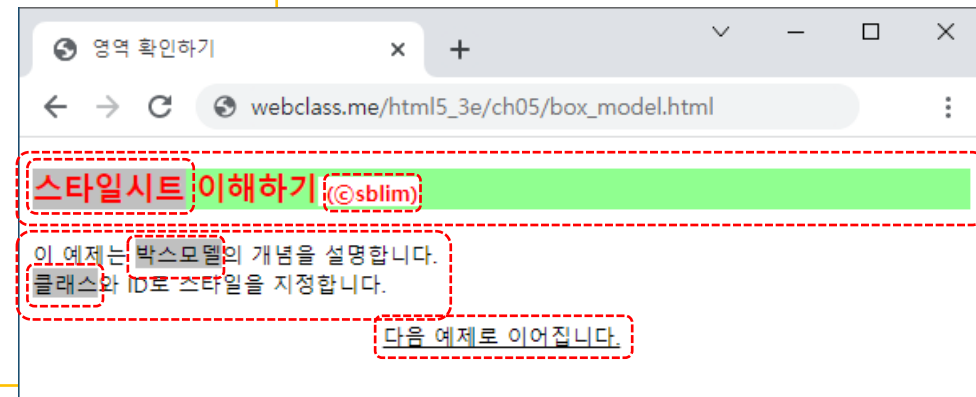 영역 확인하기
webclass.me/html5_3e/ch05/box_model.html
스타일시트 이해하기 (ⓒsblim)
이 예제는 박스모델의 개념을 설명합니다.
클래스와 ID로 스타일을 지정합니다.
다음 예제로 이어집니다.